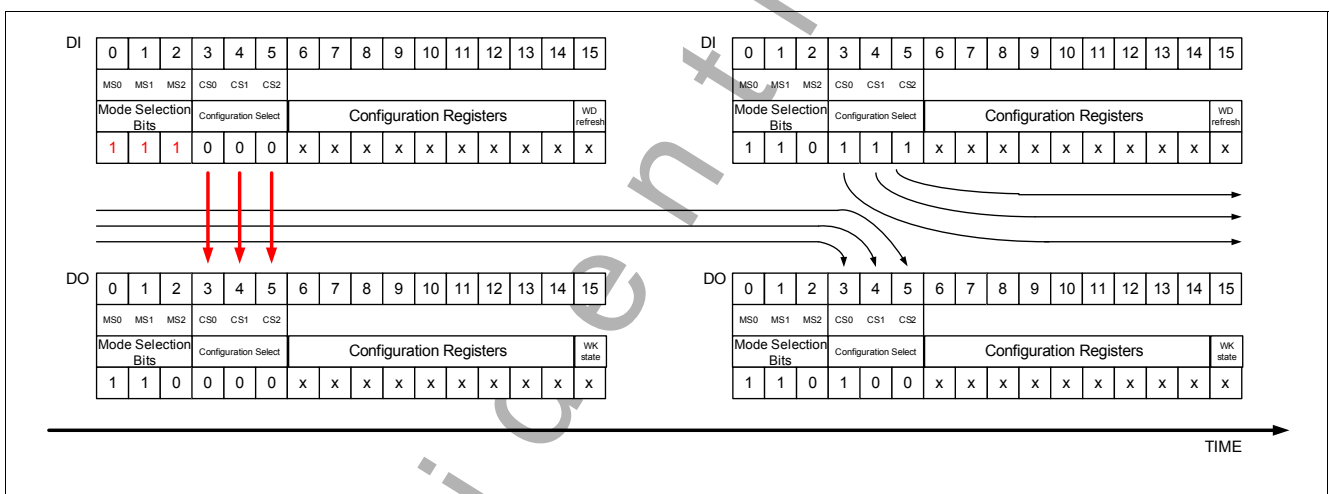 DI 0 1 2 3 4 5 6 7 8 9 10 11 12 13 14 15
MS0 MS1 MS2 CS0 CS1 CS2
Mode Selection Bits Configuration Select Configuration Registers WD refresh
1 1 1 0 0 0 x x x x x x x x x x
DI 0 1 2 3 4 5 6 7 8 9 10 11 12 13 14 15
MS0 MS1 MS2 CS0 CS1 CS2
Mode Selection Bits Configuration Select Configuration Registers WD refresh
1 1 0 1 1 1 x x x x x x x x x x
DO 0 1 2 3 4 5 6 7 8 9 10 11 12 13 14 15
MS0 MS1 MS2 CS0 CS1 CS2
Mode Selection Bits Configuration Select Configuration Registers WK state
1 1 0 0 0 0 x x x x x x x x x x
DO 0 1 2 3 4 5 6 7 8 9 10 11 12 13 14 15
MS0 MS1 MS2 CS0 CS1 CS2
Mode Selection Bits Configuration Select Configuration Registers WK state
1 1 0 1 0 0 x x x x x x x x x x
TIME
i d e n t i